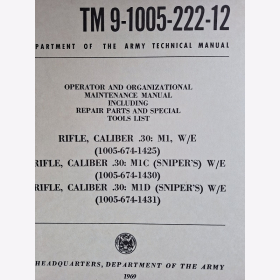 TM 9-1005-222-12
PARTMENT OF THE ARMY TECHNICAL MANUAL
OPERATOR AND ORGANIZATIONAL
MAINTENANCE MANUAL
INCLUDING
REPAIR PARTS AND SPECIAL
TOOLS LIST
RIFLE, CALIBER .30: M1, W/E
(1005-674-1425)
RIFLE, CALIBER .30: M1C (SNIPER'S) W/E
(1005-674-1430)
RIFLE, CALIBER .30: M1D (SNIPER'S) W/E
(1005-674-1431)
HEADQUARTERS, DEPARTMENT OF THE ARMY
1969